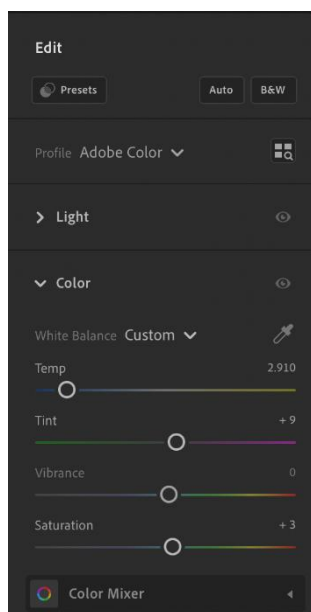 Edit
Presets Auto B&W
Profile Adobe Color
Light
Color
White Balance Custom
Temp 2.910
Tint + 9
Vibrance 0
Saturation + 3
Color Mixer